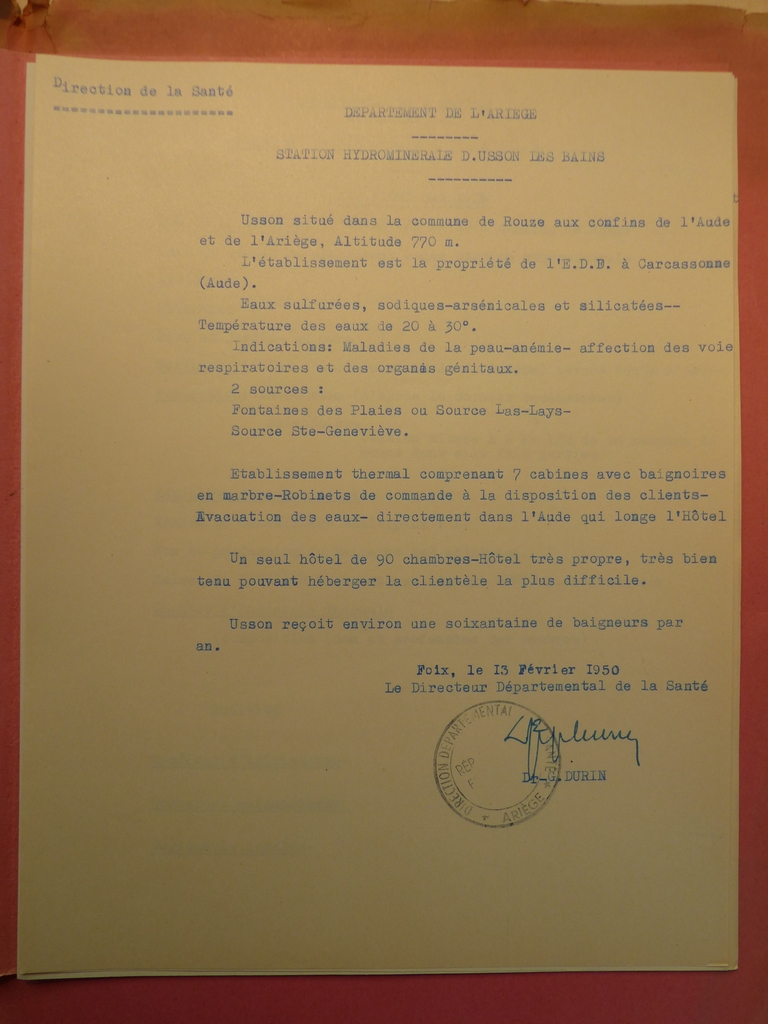 Direction de la Santé
DEPARTEMENT DE L'ARIEGE
STATION HYDROMINERALE D.USSON LES BAINS
t
Usson situé dans la commune de Rouze aux confins de l'Aude
et de l'Ariège, Altitude 770 m.
L'établissement est la propriété de l'E.D.B. à Carcassonne
(Aude).
Eaux sulfurées, sodiques-arsénicales et silicatées--
Température des eaux de 20 à 30°.
Indications: Maladies de la peau-anémie- affection des voie
respiratoires et des organes génitaux.
2 sources :
Fontaines des Plaies ou Source Las-Lays-
Source Ste-Geneviève.
Etablissement thermal comprenant 7 cabines avec baignoires
en marbre-Robinets de commande à la disposition des clients-
Evacuation des eaux- directement dans l'Aude qui longe l'Hôtel
Un seul hôtel de 90 chambres-Hôtel très propre, très bien
tenu pouvant héberger la clientèle la plus difficile.
Usson reçoit environ une soixantaine de baigneurs par
an.
Foix, le 13 Février 1950
Le Directeur Départemental de la Santé
DIRECTION DEPARTEMENTAL
ARIÈGE
REP
F
Dr G. DURIN